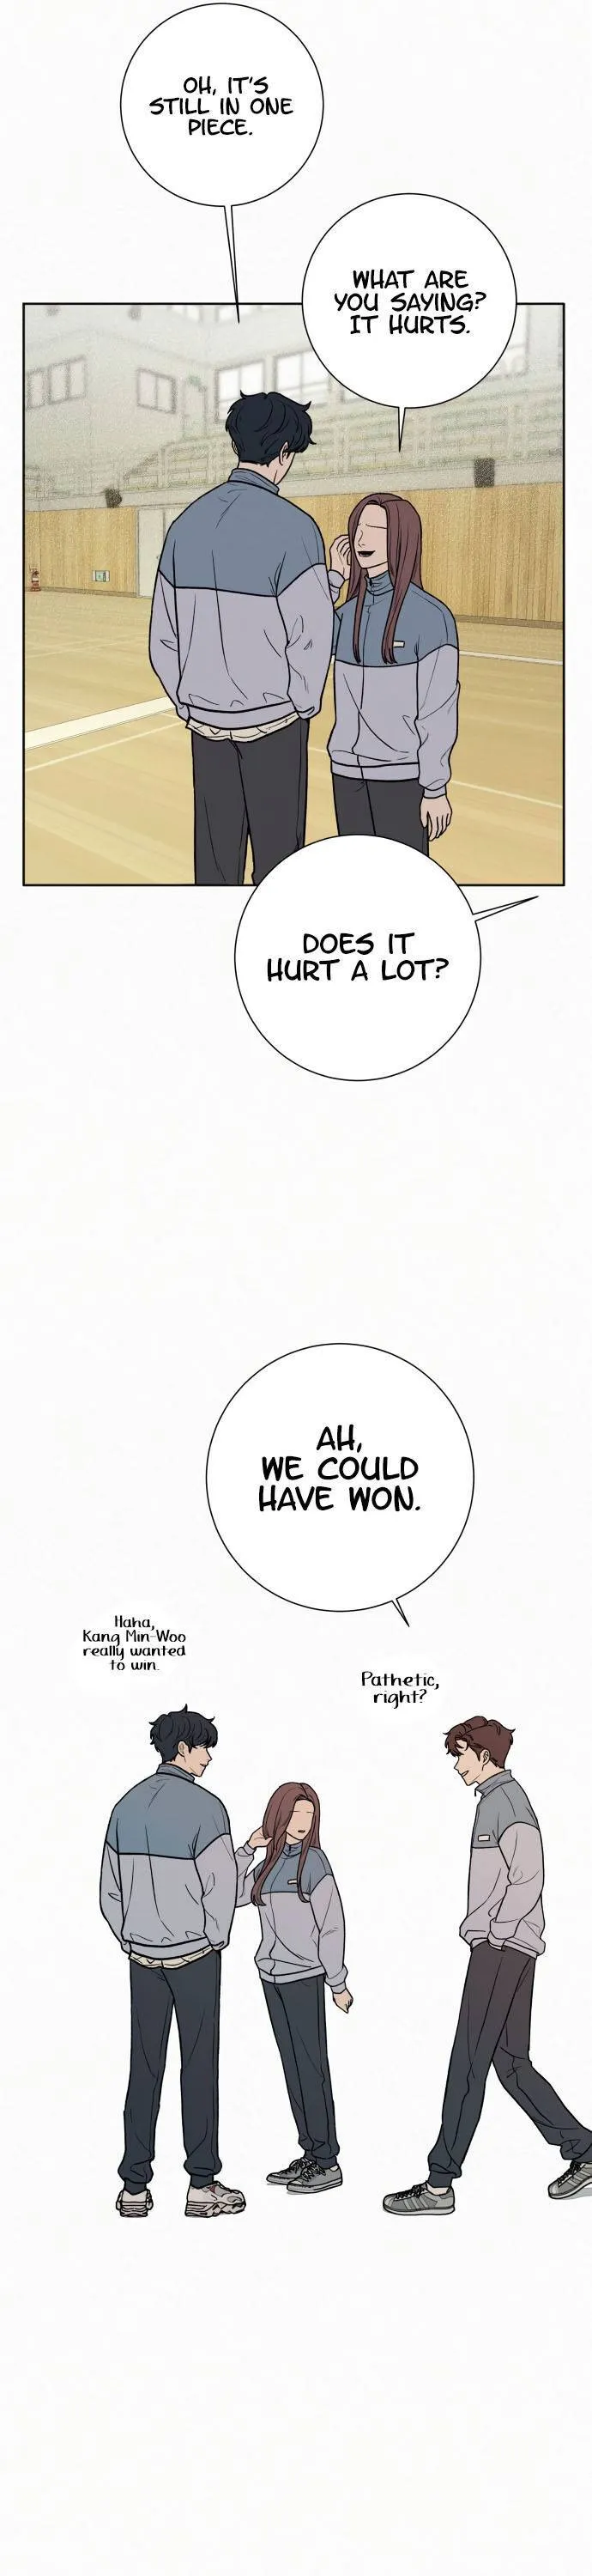 OH, IT'S
STILL IN ONE
PIECE.
WHAT ARE
YOU SAYING?
IT HURTS.
DOES IT
HURT A LOT?
AH,
WE COULD
HAVE WON.
Haha,
Kang Min-Woo
really wanted
to win.
Pathetic,
right?